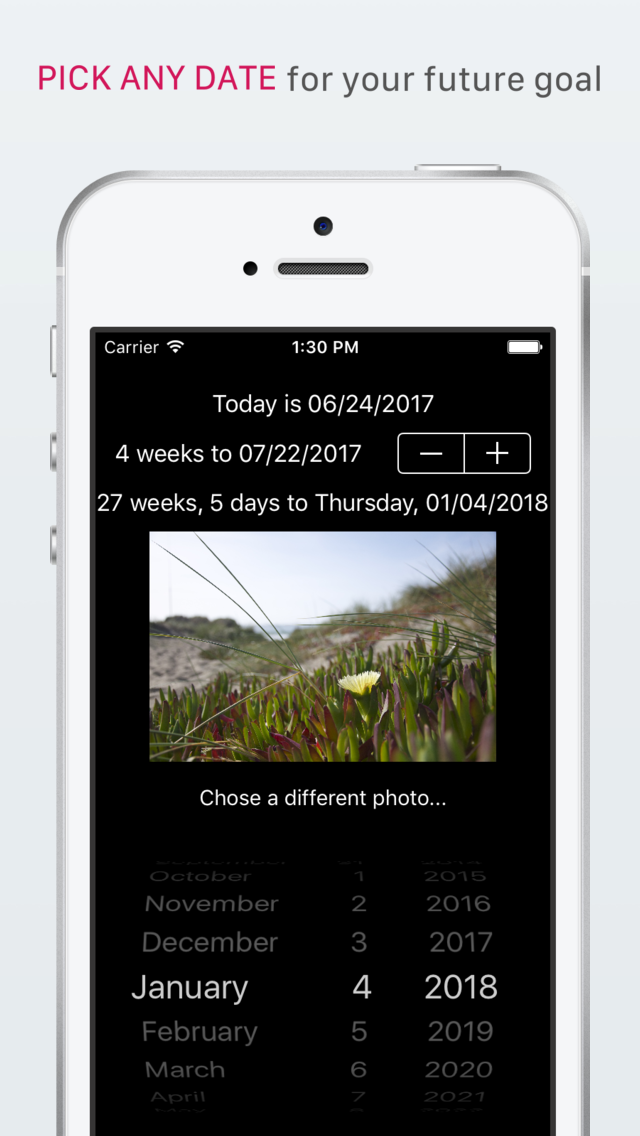 PICK ANY DATE for your future goal
Carrier 1:30 PM
Today is 06/24/2017
4 weeks to 07/22/2017 − +
27 weeks, 5 days to Thursday, 01/04/2018
Chose a different photo...
October 1 2015
November 2 2016
December 3 2017
January 4 2018
February 5 2019
March 6 2020
April 7 2021